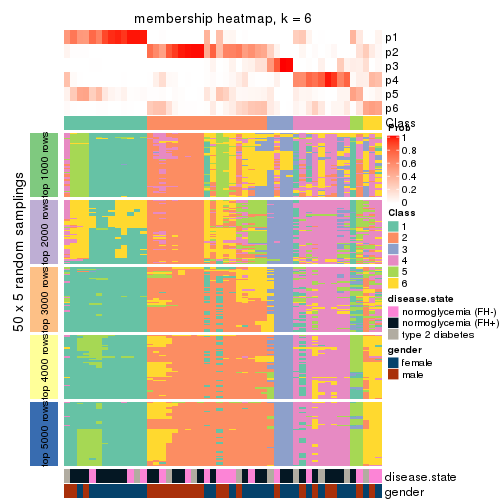 membership heatmap, k = 6
p1
p2
p3
p4
p5
p6
Class
Prob
1
0.8
0.6
0.4
0.2
0
Class
1
2
3
4
5
6
disease.state
normoglycemia (FH-)
normoglycemia (FH+)
type 2 diabetes
gender
female
male
50 x 5 random samplings
top 1000 rows
top 2000 rows
top 3000 rows
top 4000 rows
top 5000 rows
disease.state
gender